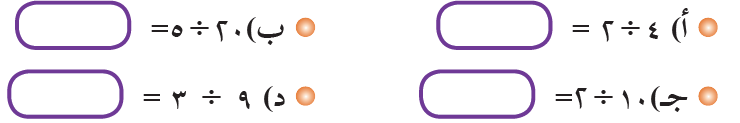 أ) ٤ ÷ ٢ =
ب) ٢٠ ÷ ٥ =
جـ) ١٠ ÷ ٢ =
د) ٩ ÷ ٣ =